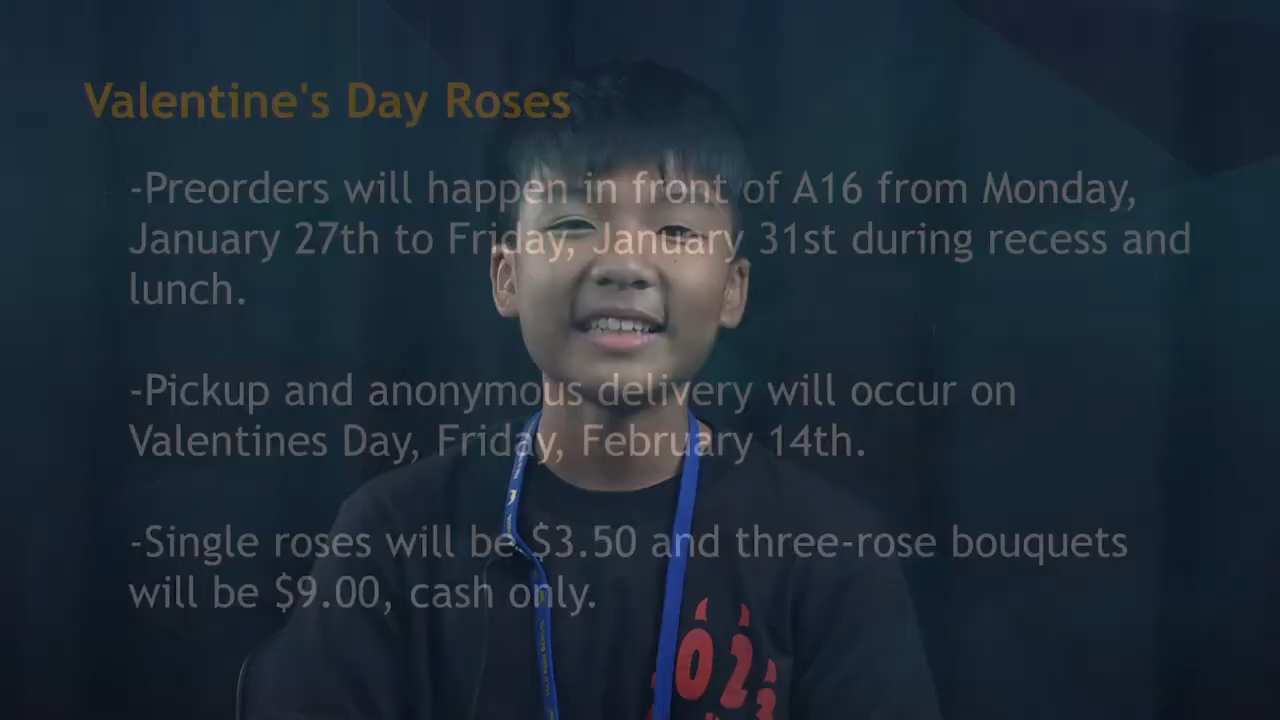 Valentine's Day Roses
-Preorders will happen in front of A16 from Monday,
January 27th to Friday, January 31st during recess and
lunch.
-Pickup and anonymous delivery will occur on
Valentines Day, Friday, February 14th.
-Single roses will be $3.50 and three-rose bouquets
will be $9.00, cash only.
023